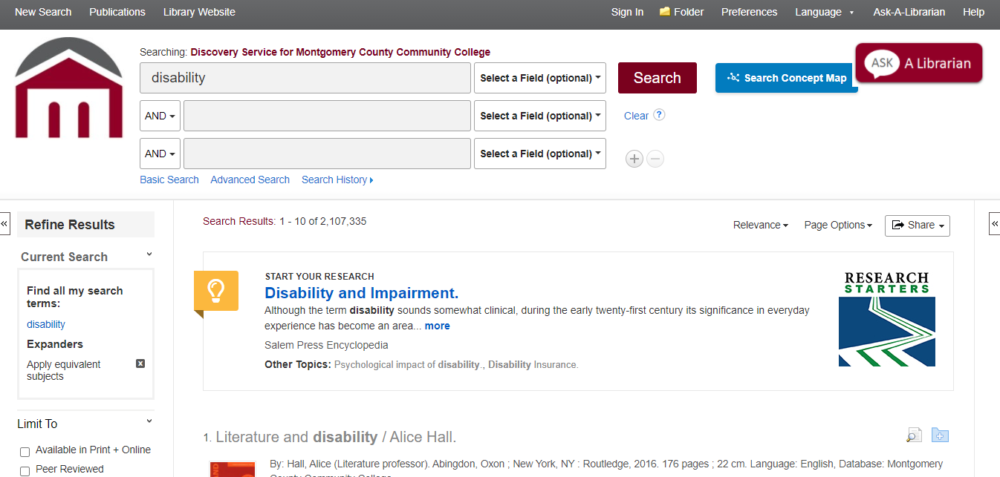 New Search Publications Library Website Sign In Folder Preferences Language Ask-A-Librarian Help
Searching: Discovery Service for Montgomery County Community College
disability Select a Field (optional) Search Search Concept Map ASK A Librarian
AND Select a Field (optional) Clear ?
AND Select a Field (optional)
Basic Search Advanced Search Search History
Refine Results
Current Search
Find all my search
terms:
disability
Expanders
Apply equivalent
subjects
Limit To
Available in Print + Online
Peer Reviewed
Search Results: 1 - 10 of 2,107,335 Relevance Page Options Share
START YOUR RESEARCH
Disability and Impairment.
Although the term disability sounds somewhat clinical, during the early twenty-first century its significance in everyday
experience has become an area... more
Salem Press Encyclopedia
Other Topics: Psychological impact of disability., Disability Insurance.
RESEARCH
STARTERS
1. Literature and disability / Alice Hall.
By: Hall, Alice (Literature professor). Abingdon, Oxon ; New York, NY : Routledge, 2016. 176 pages ; 22 cm. Language: English, Database: Montgomery
County Community College